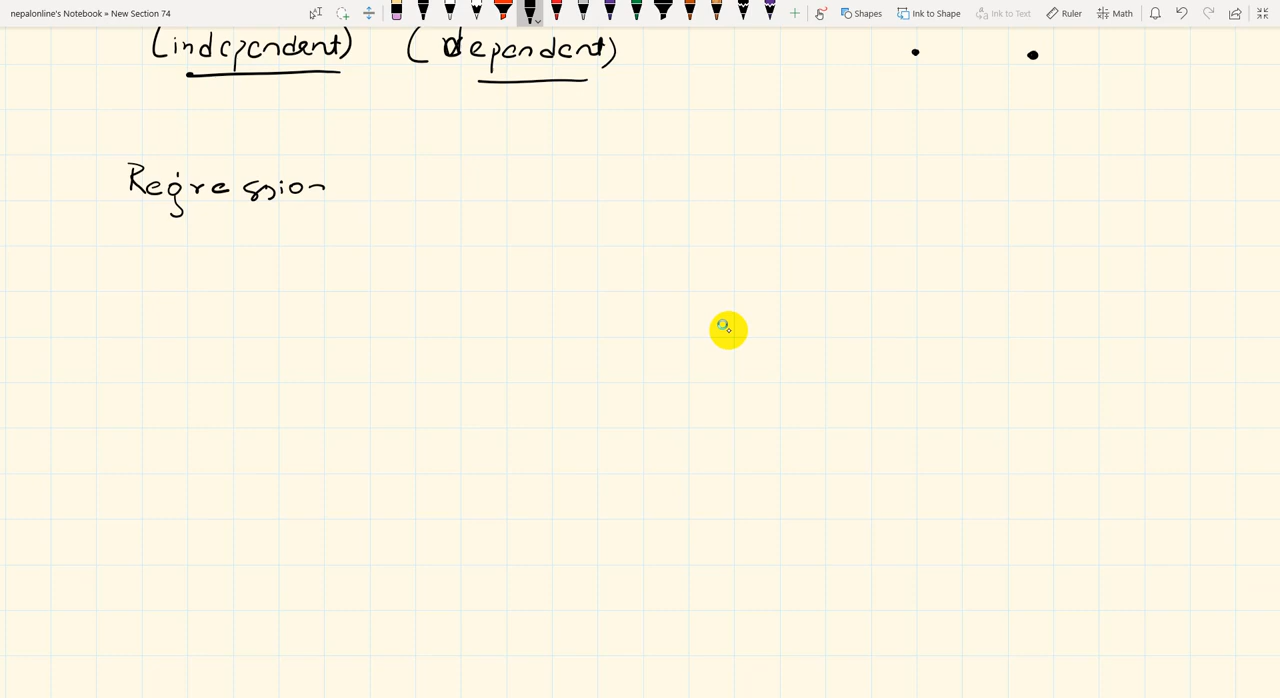 nepalonline's Notebook » New Section 74
Shapes
Ink to Shape
Ink to Text
Ruler
Math
(independent) (dependent)
Regression